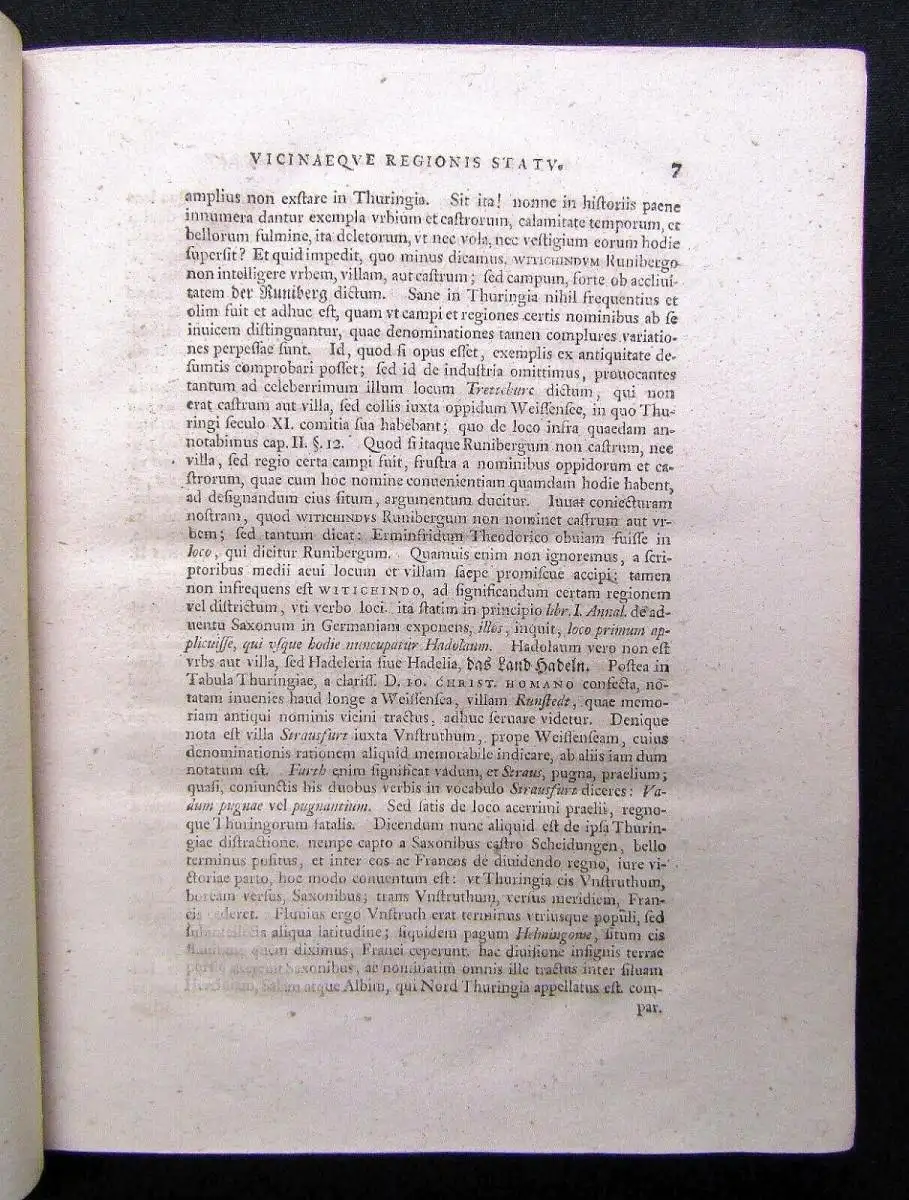 VICINAEQVE REGIONIS STATV.
7
amplius non exſtare in Thuringia. Sit ita! nonne in hiſtoriis paene
innumera dantur exempla vrbium et caſtrorum, calamitate temporum, et
bellorum fulmine, ita deletorum, vt nec vola, nec veſtigium eorum hodie
ſuperſit? Et quid impedit, quo minus dicamus, WITICHINDVM Runibergo
non intelligere vrbem, villam, aut caſtrum; ſed campum, forte ob accliui-
tatem der Runiberg dictum. Sane in Thuringia nihil frequentius et
olim fuit et adhuc eſt, quam vt campi et regiones certis nominibus ab ſe
inuicem diſtinguantur, quae denominationes tamen complures variatio-
nes perpeſſae ſunt. Id, quod ſi opus eſſet, exemplis ex antiquitate de-
ſumtis comprobari poſſet; ſed id de induſtria omittimus, prouocantes
tantum ad celeberrimum illum locum dictum, qui non
erat caſtrum aut villa, ſed collis iuxta oppidum Weiſſenſee, in quo Thu-
ringi ſeculo XI. comitia ſua habebant; quo de loco infra quaedam an-
notabimus cap. II. §. 12. Quod ſi itaque Runibergum non caſtrum, nec
villa, ſed regio certa campi fuit, fruſtra a nominibus oppidorum et ca-
ſtrorum, quae cum hoc nomine conuenientiam quamdam hodie habent,
ad deſignandum eius ſitum, argumentum ducitur. Iuuat coniecturam
noſtram, quod WITICHINDVS Runibergum non nominet caſtrum aut vr-
bem; ſed tantum dicat: Erminfridum Theodorico obuiam fuiſſe in
loco, qui dicitur Runibergum. Quamuis enim non ignoremus, a ſcri-
ptoribus medii aeui locum et villam ſaepe promiſcue accipi; tamen
non infrequens eſt WITICHINDO, ad ſignificandum certam regionem
vel diſtrictum, vti verbo loci. ita ſtatim in principio libr. I. Annal. de ad-
uentu Saxonum in Germaniam exponens, illos, inquit, loco primum ap-
plicuiſſe, qui vſque hodie nuncupatur Hadolaum. Hadolaum vero non eſt
vrbs aut villa, ſed Hadeleria ſiue Hadelia, das Land Hadeln. Poſtea in
Tabula Thuringiae, a clariſſ. D. IO. CHRIST. HOMANO confecta, no-
tatam inuenies haud longe a Weiſſenſea, villam Runſtedt, quae memo-
riam antiqui nominis vicini tractus, adhuc ſeruare videtur. Denique
nota eſt villa Strausfurt iuxta Vnſtruthum, prope Weiſſenſeam, cuius
denominationis rationem aliquid memorabile indicare, ab aliis iam dum
notatum eſt. Furth enim ſignificat vadum, et Straus, pugna, praelium;
quaſi, coniunctis his duobus verbis in vocabulo Strausfurt diceres: Va-
dum pugnae vel pugnantium. Sed ſatis de loco acerrimi praelii, regno-
que Thuringorum fatalis. Dicendum nunc aliquid eſt de ipſa Thurin-
giae diſtractione. nempe capto a Saxonibus caſtro Scheidungen, bello
terminus poſitus, et inter eos ac Francos de diuidendo regno, iure vi-
ctoriae parto, hoc modo conuentum eſt: vt Thuringia cis Vnſtruthum,
boream verſus, Saxonibus; trans Vnſtruthum, verſus meridiem, Fran-
cis cederet. Fluuius ergo Vnſtruth erat terminus vtriusque populi, ſed
aliqua latitudine; ſiquidem pagum Helmingowe, ſitum cis
quem diximus, Franci ceperunt. hac diuiſione inſignis terrae
Saxonibus, ac nominatim omnis ille tractus inter ſiluam
Salam atque Albim, qui Nord Thuringia appellatus eſt. com-
par.